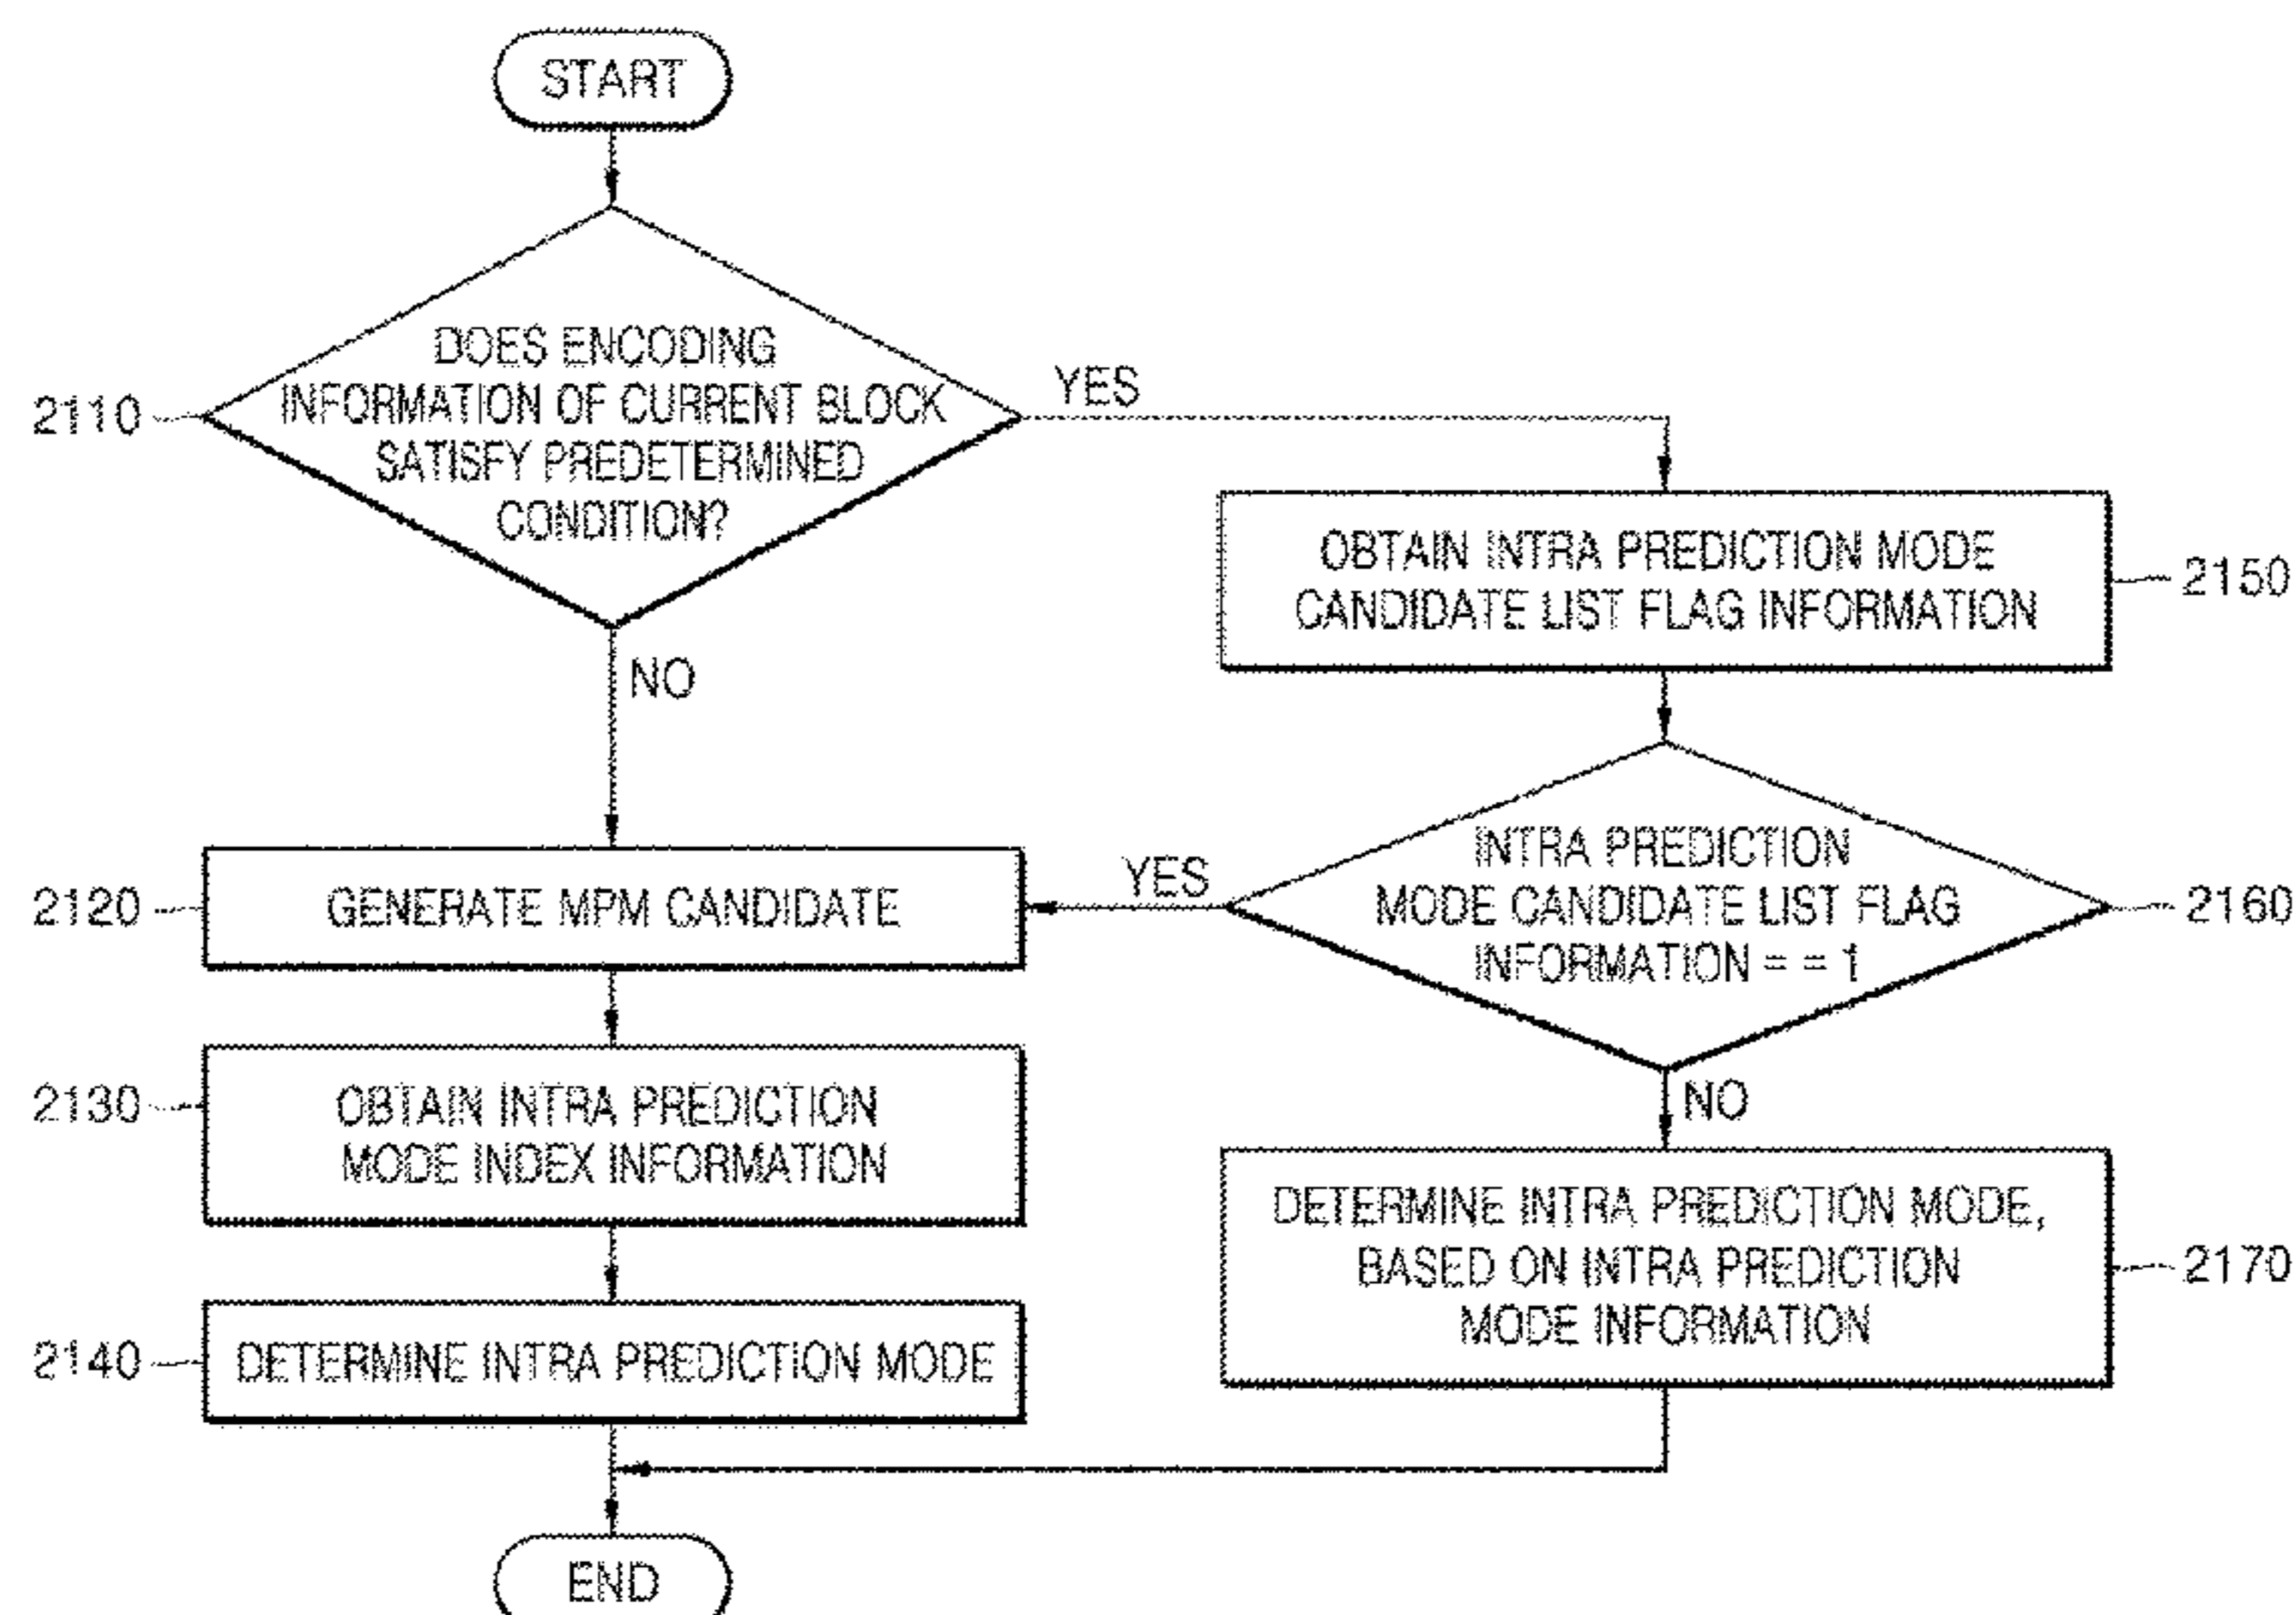 START
DOES ENCODING
INFORMATION OF CURRENT BLOCK
SATISFY PREDETERMINED
CONDITION?
2110
YES
NO
OBTAIN INTRA PREDICTION MODE
CANDIDATE LIST FLAG INFORMATION
2150
INTRA PREDICTION
MODE CANDIDATE LIST FLAG
INFORMATION = = 1
2160
YES
NO
2120
GENERATE MPM CANDIDATE
2130
OBTAIN INTRA PREDICTION
MODE INDEX INFORMATION
2140
DETERMINE INTRA PREDICTION MODE
DETERMINE INTRA PREDICTION MODE,
BASED ON INTRA PREDICTION
MODE INFORMATION
2170
END